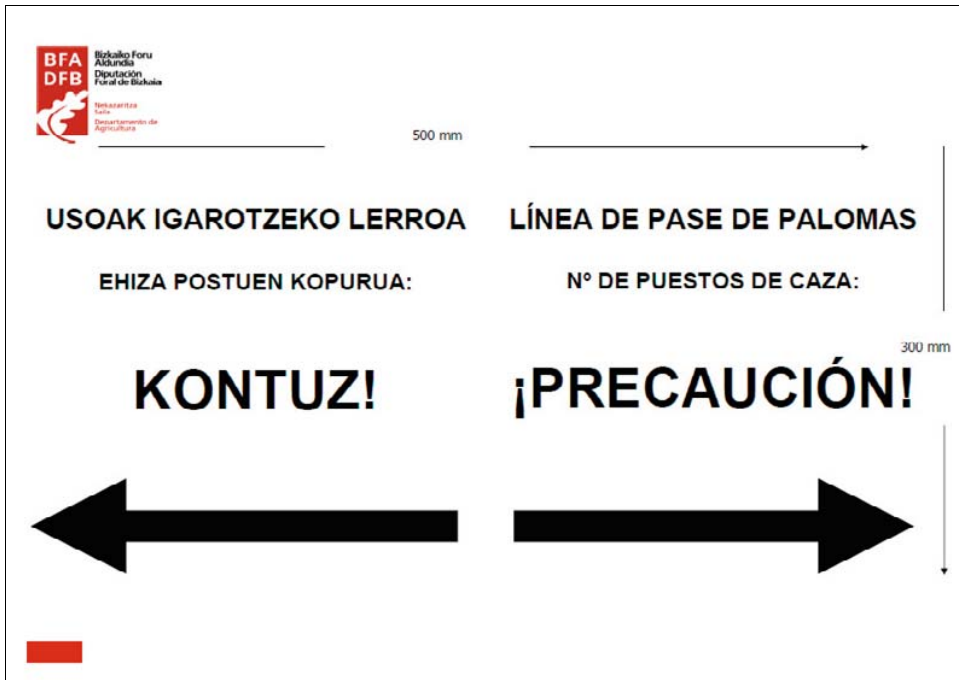 BFA
DFB
Bizkaiko Foru
Aldundia
Diputación
Foral de Bizkaia
Nekazaritza
Saila
Departamento de
Agricultura
500 mm
USOAK IGAROTZEKO LERROA
LÍNEA DE PASE DE PALOMAS
EHIZA POSTUEN KOPURUA:
Nº DE PUESTOS DE CAZA:
300 mm
KONTUZ!
¡PRECAUCIÓN!